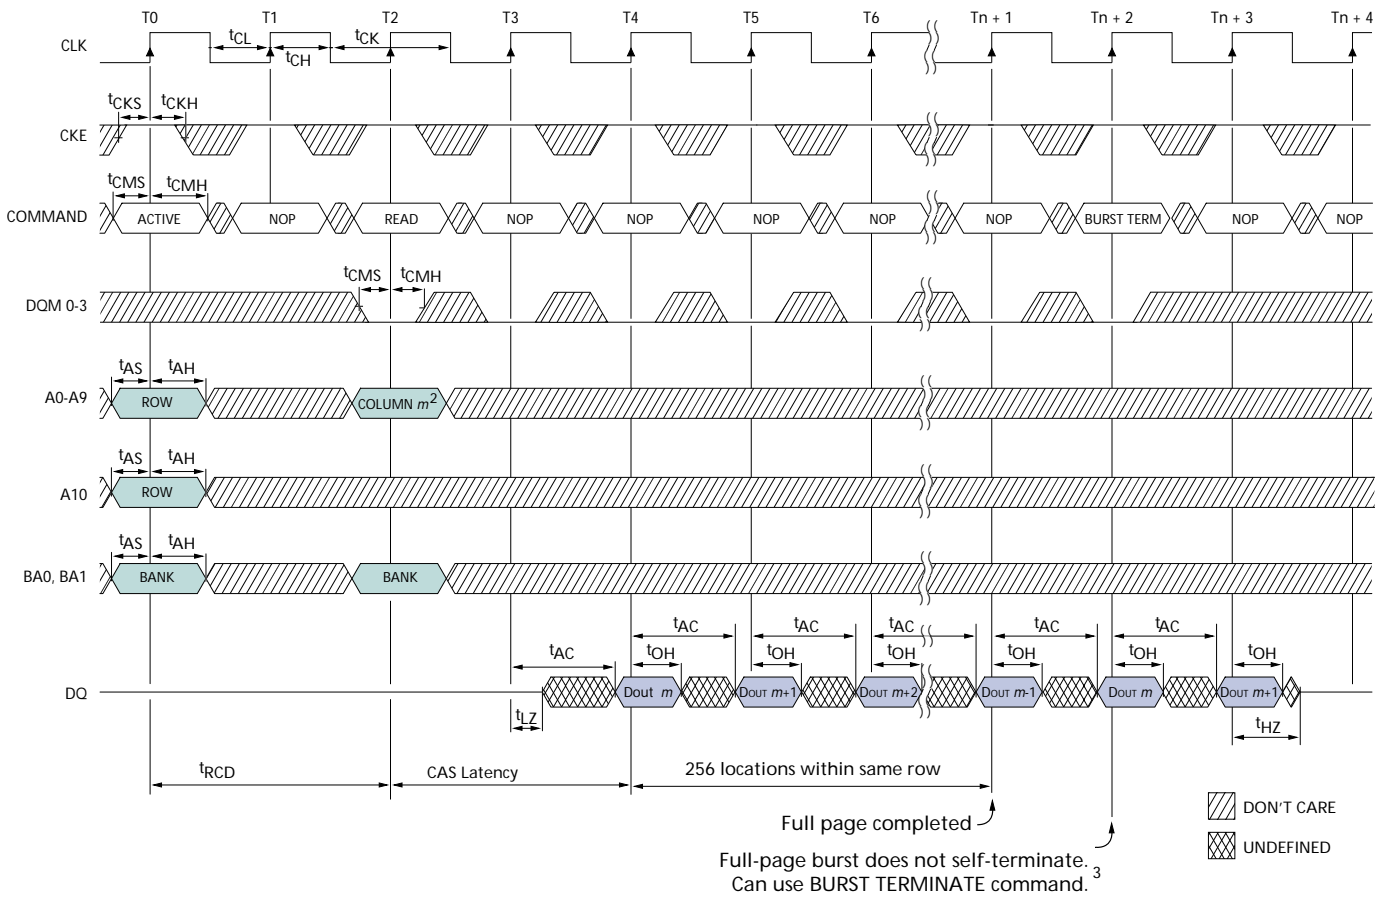 T0 T1 T2 T3 T4 T5 T6 Tn + 1 Tn + 2 Tn + 3 Tn + 4
CLK tCL tCH tCK
tCKS tCKH
CKE
tCMS tCMH
COMMAND ACTIVE NOP READ NOP NOP NOP NOP NOP BURST TERM NOP NOP
tCMS tCMH
DQM 0-3
tAS tAH
A0-A9 ROW COLUMN m2
tAS tAH
A10 ROW
tAS tAH
BA0, BA1 BANK BANK
tAC tAC tAC tAC tAC tAC
tOH tOH tOH tOH tOH tOH
DQ Dout m DOUT m+1 DOUT m+2 DOUT m-1 DOUT m DOUT m+1
tLZ tHZ
tRCD CAS Latency 256 locations within same row
Full page completed
Full-page burst does not self-terminate.
Can use BURST TERMINATE command. 3
DON'T CARE
UNDEFINED